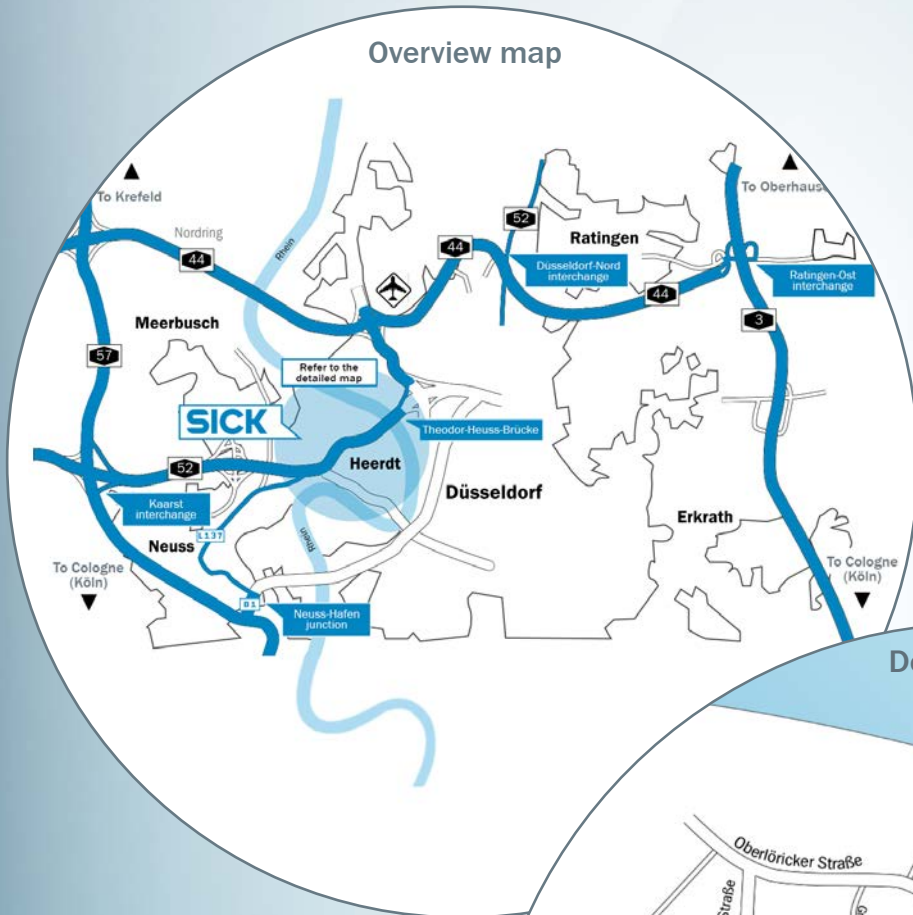 Overview map
To Krefeld
To Oberhause
Nordring
Rhein
44
52
44
Ratingen
Düsseldorf-Nord
interchange
Ratingen-Ost
interchange
44
3
Meerbusch
57
Refer to the
detailed map
SICK
Theodor-Heuss-Brücke
52
Heerdt
Düsseldorf
Kaarst
interchange
L137
Neuss
Rhein
Erkrath
To Cologne
(Köln)
To Cologne
(Köln)
B1
Neuss-Hafen
junction
De
Oberlöricker Straße
Straße